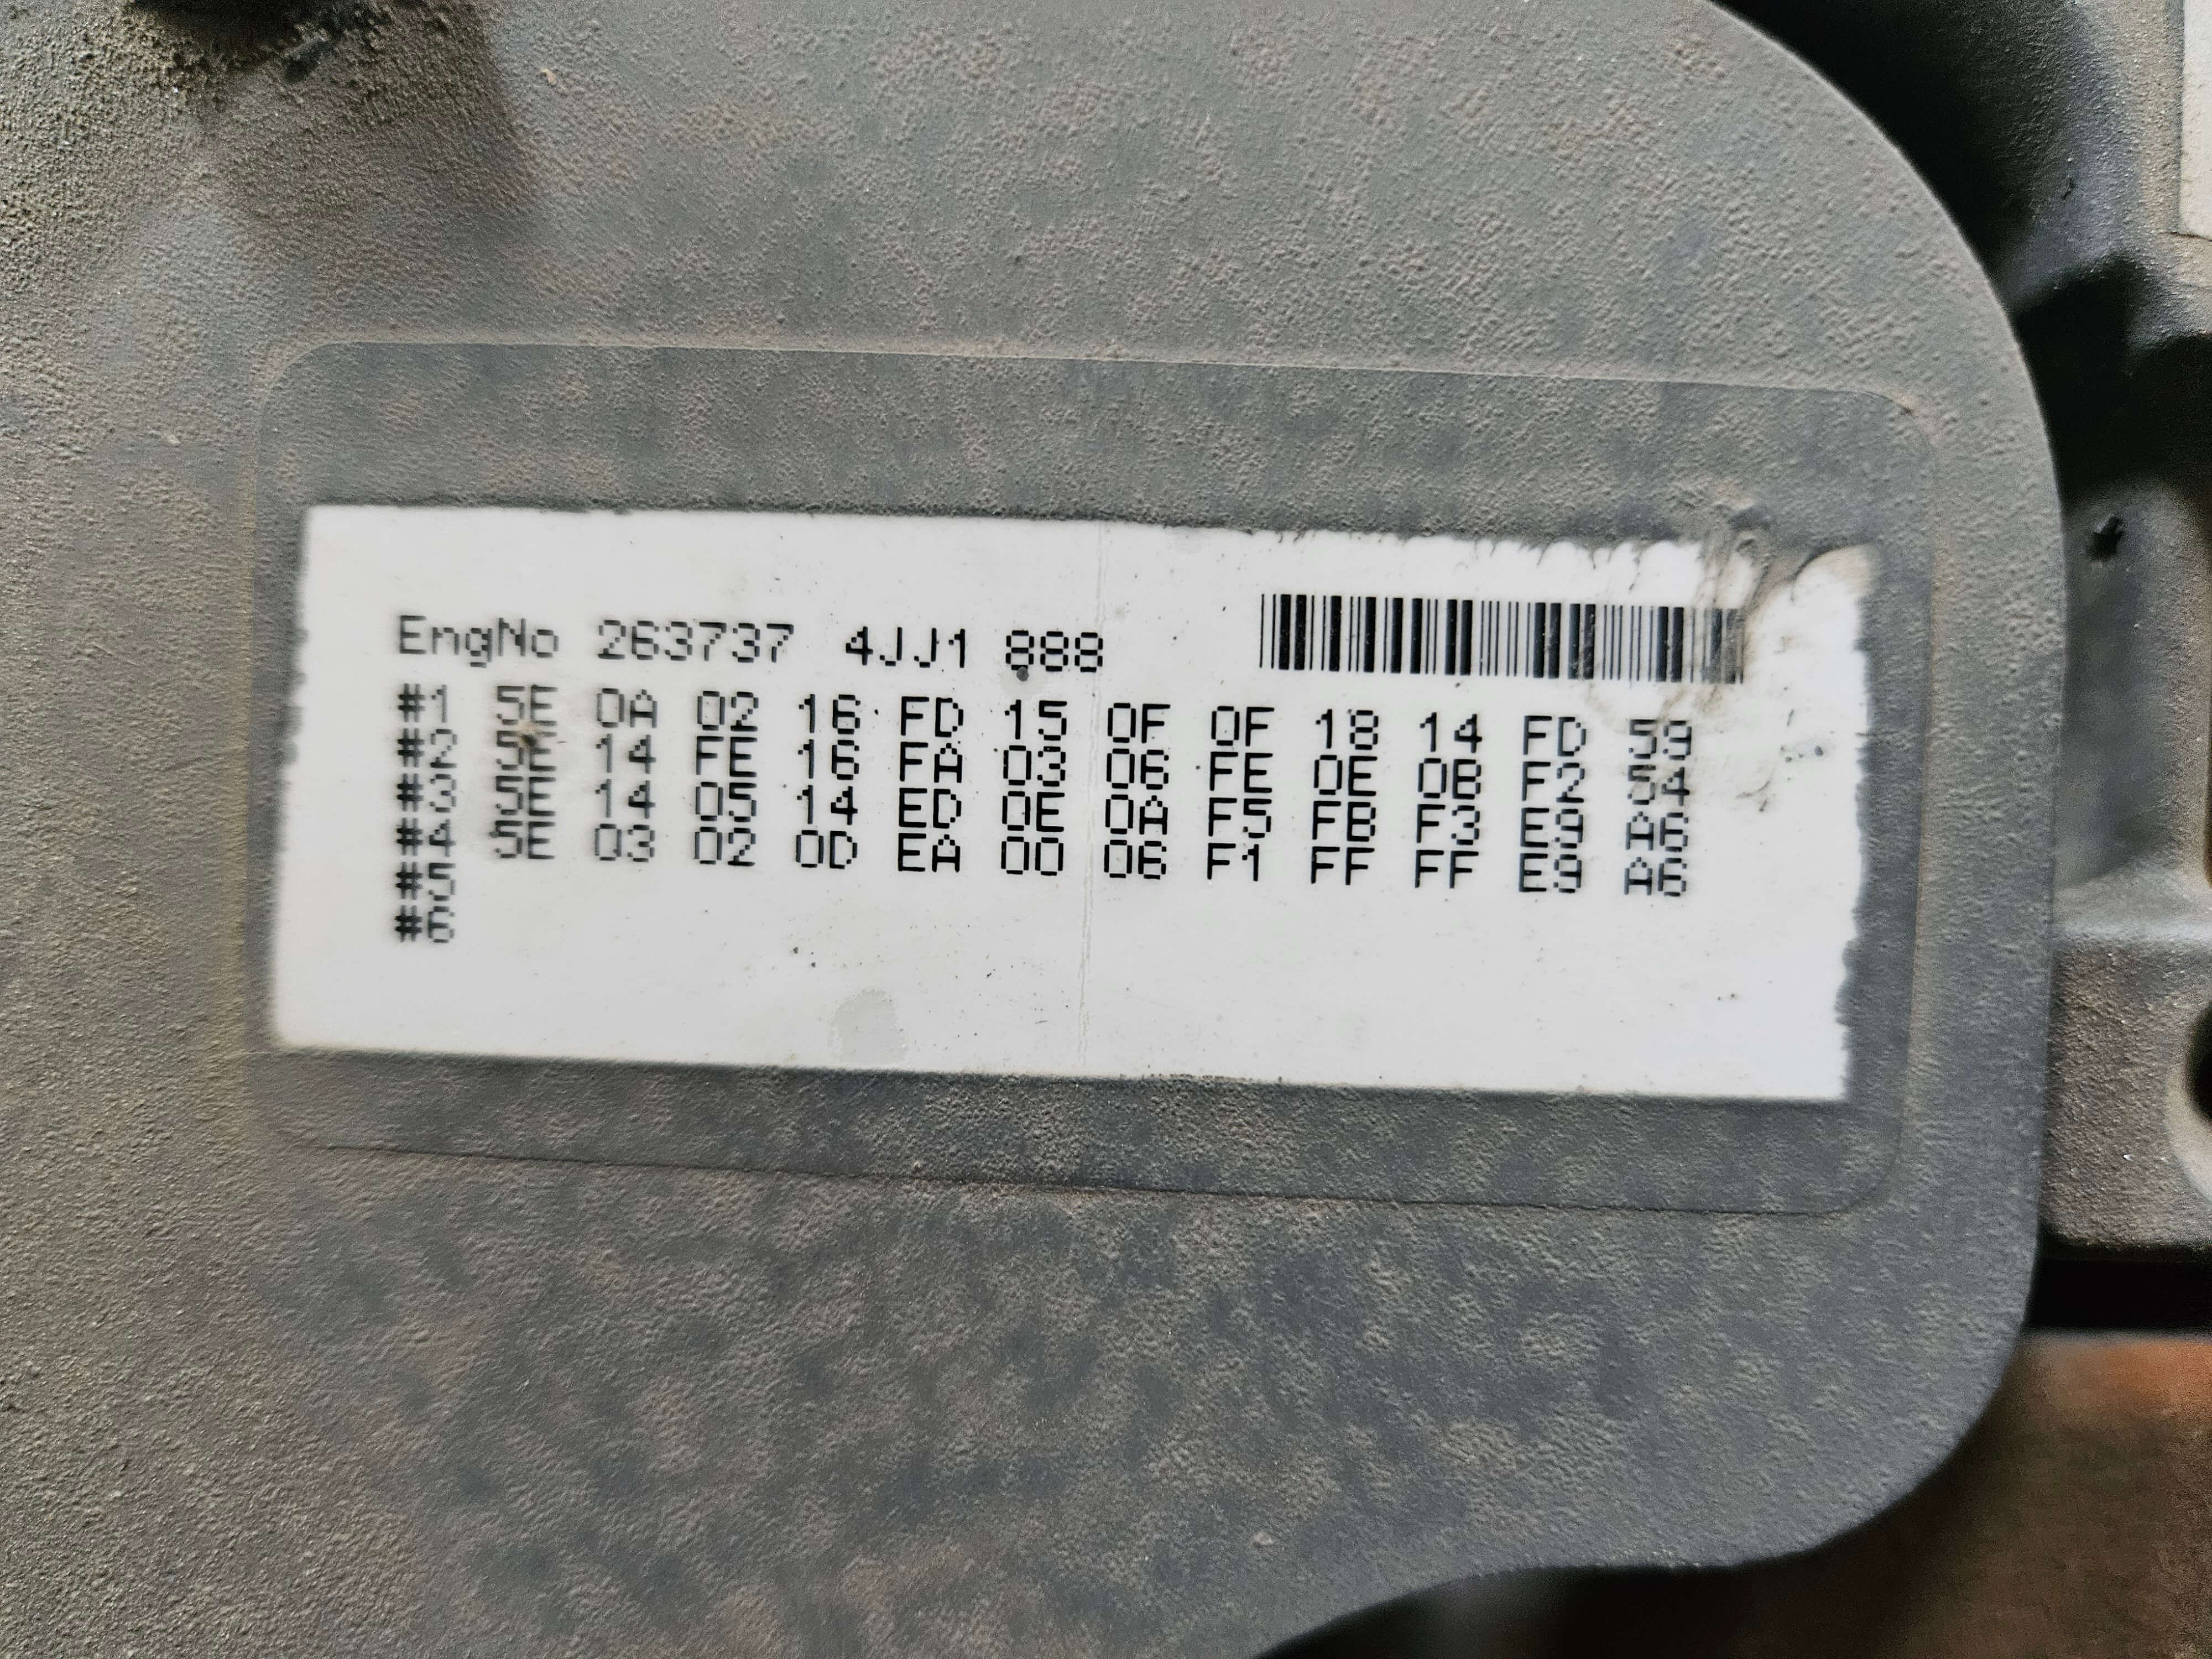 EngNo 263737 4JJ1 888
#1 5E 0A 02 16 FD 15 0F 0F 18 14 FD 59
#2 5E 14 FE 16 FA 03 06 FE 0E 0B F2 54
#3 5E 14 05 14 ED 0E 0A F5 FB F3 E9 A6
#4 5E 03 02 0D EA 00 06 F1 FF FF E9 A6
#5
#6